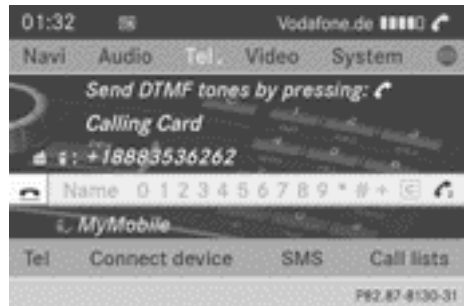 01:32 Vodafone.de
Navi Audio Tel. Video System
Send DTMF tones by pressing:
Calling Card
+18883536262
Name 0 1 2 3 4 5 6 7 8 9 * # + C
MyMobile
Tel Connect device SMS Call lists
P82.87-8130-31